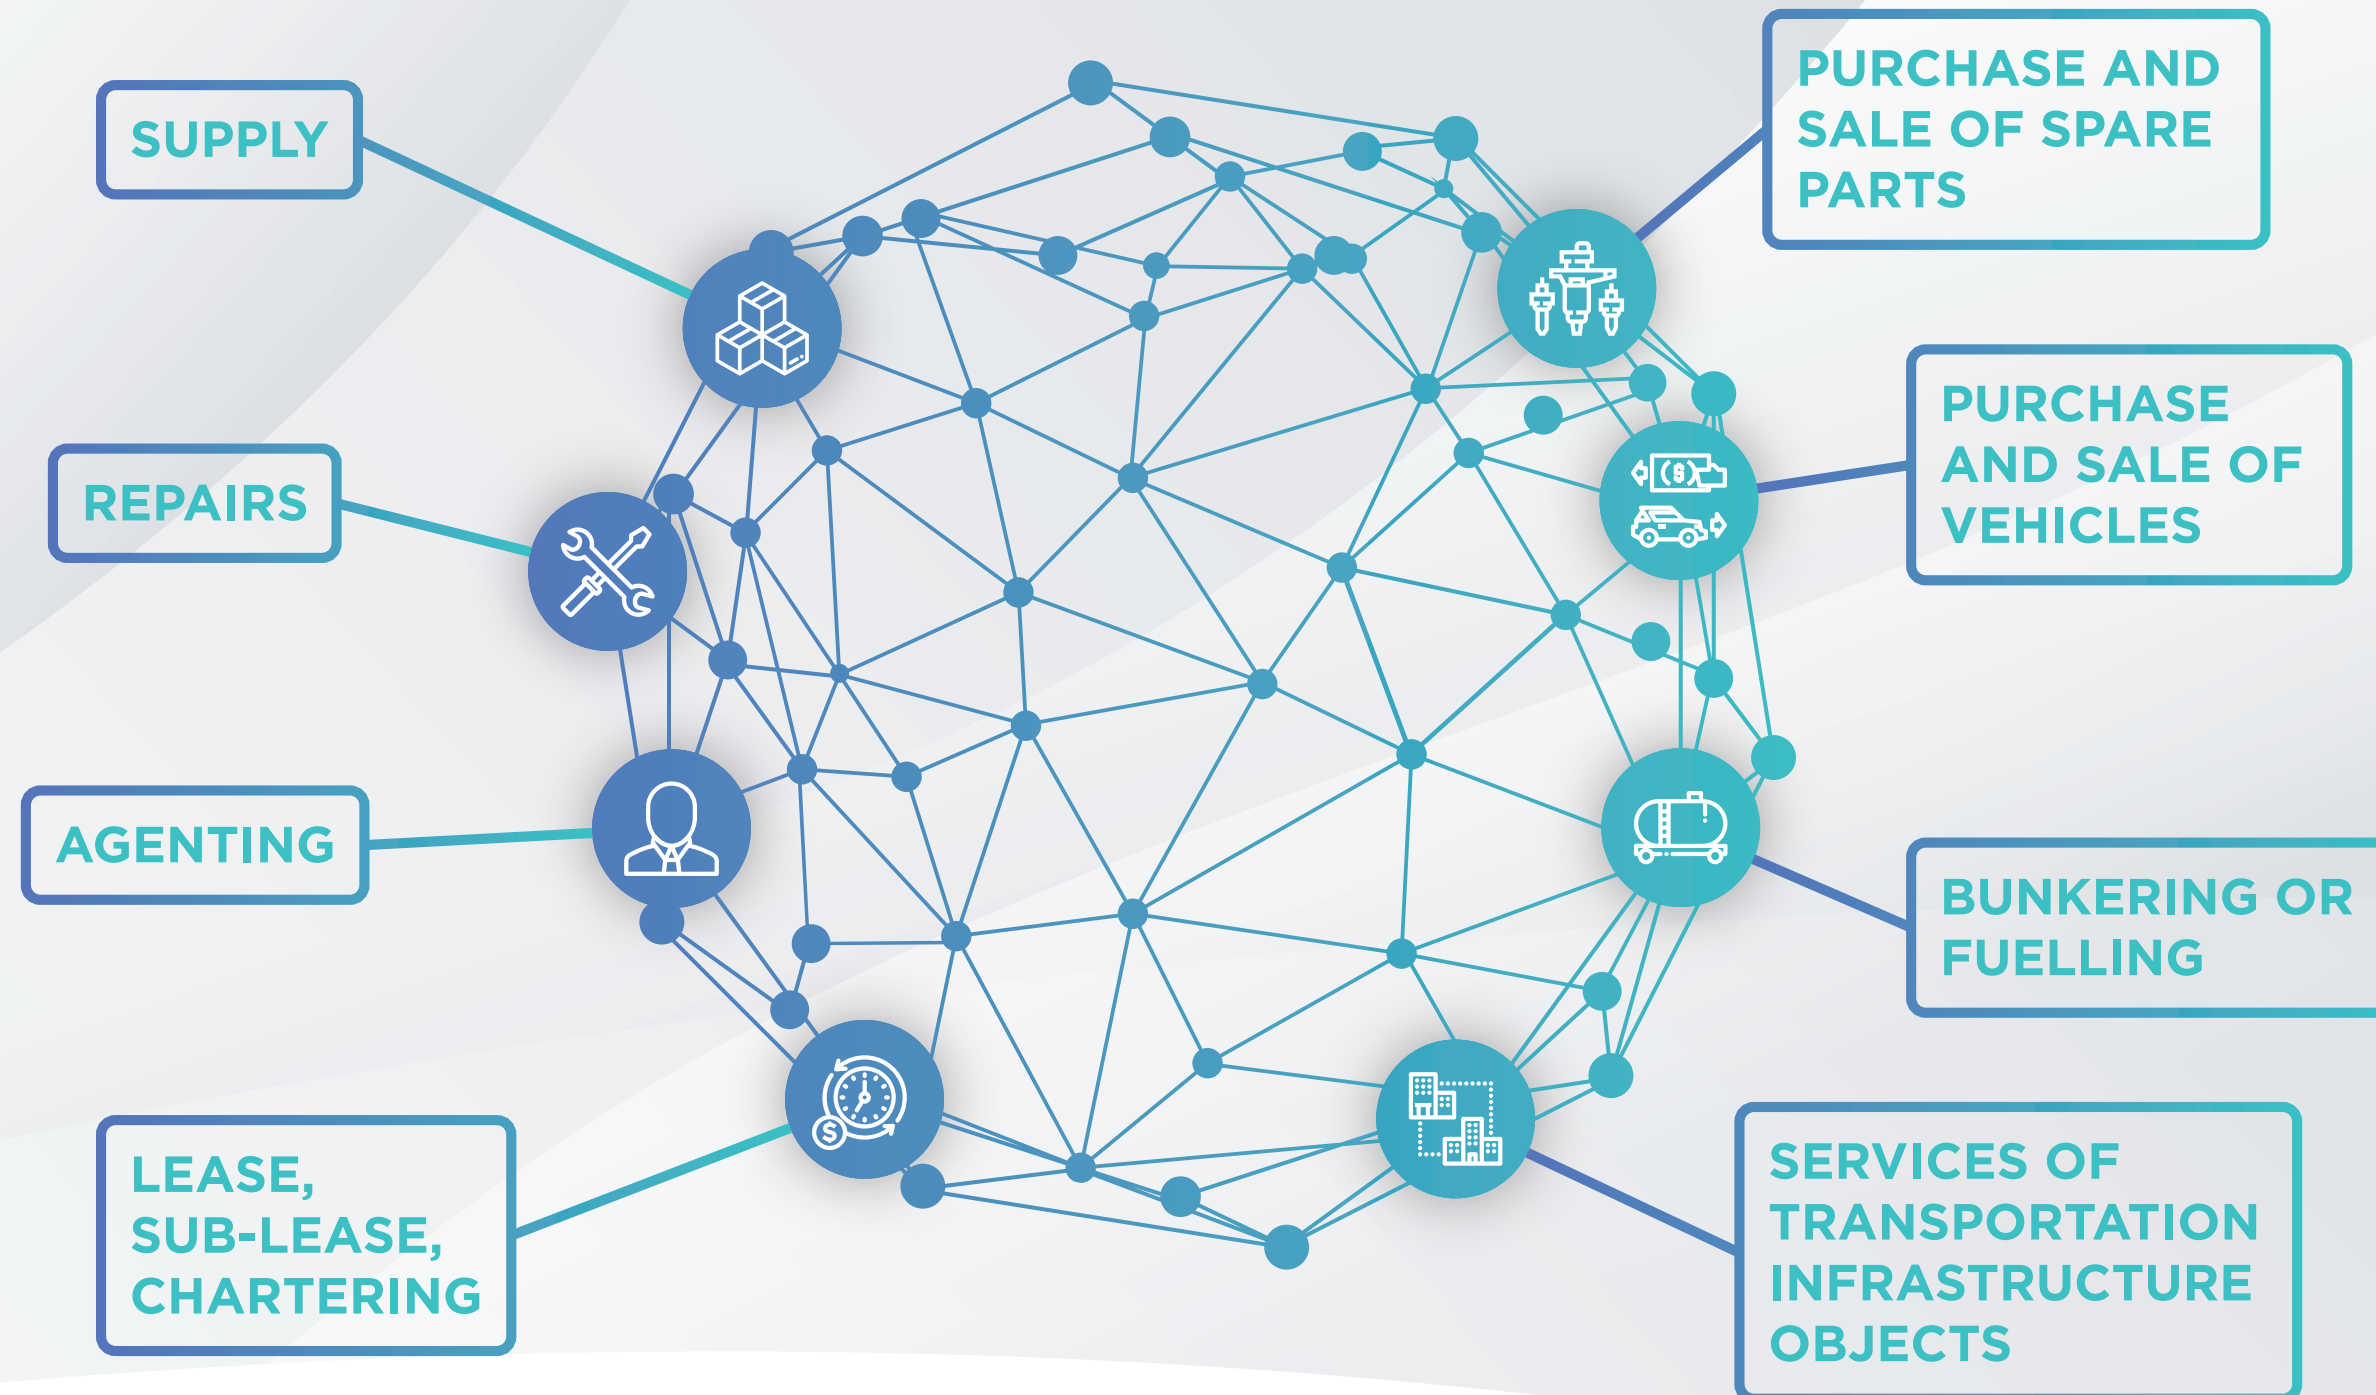 SUPPLY
REPAIRS
AGENTING
LEASE,
SUB-LEASE,
CHARTERING
PURCHASE AND
SALE OF SPARE
PARTS
PURCHASE
AND SALE OF
VEHICLES
BUNKERING OR
FUELLING
SERVICES OF
TRANSPORTATION
INFRASTRUCTURE
OBJECTS